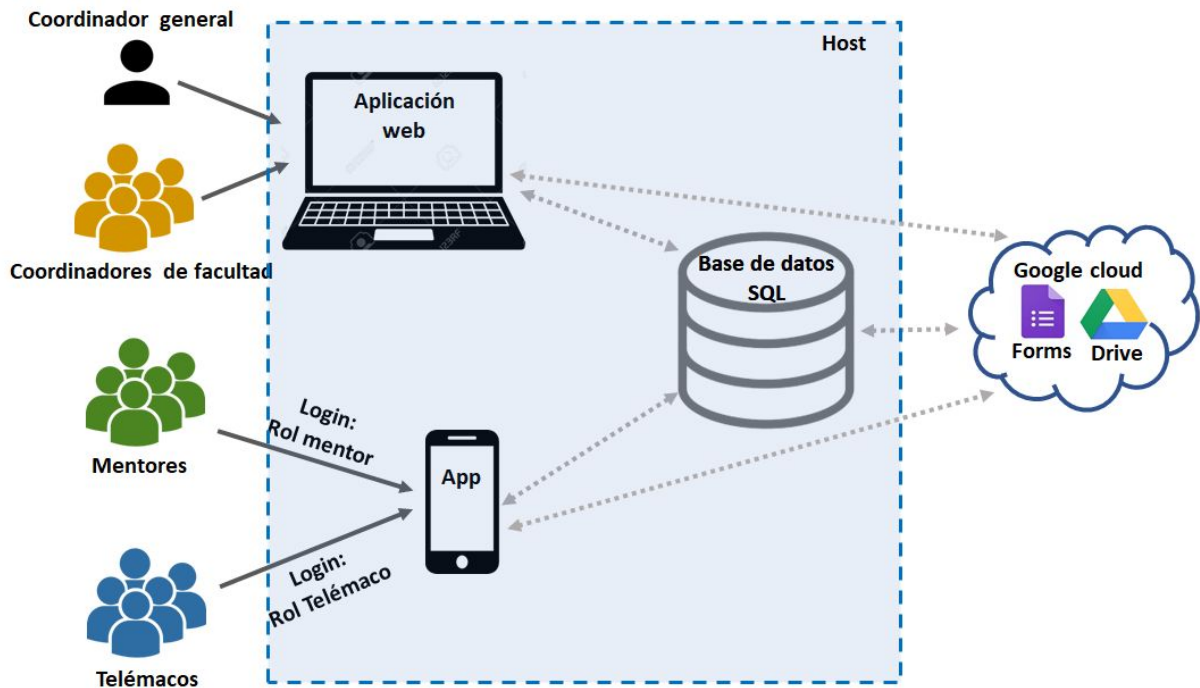 Coordinador general
Host
Aplicación
web
Coordinadores de facultad
Base de datos
SQL
Google cloud
Forms
Drive
Mentores
Login:
Rol mentor
App
Login:
Rol Telémaco
Telémacos
123RF